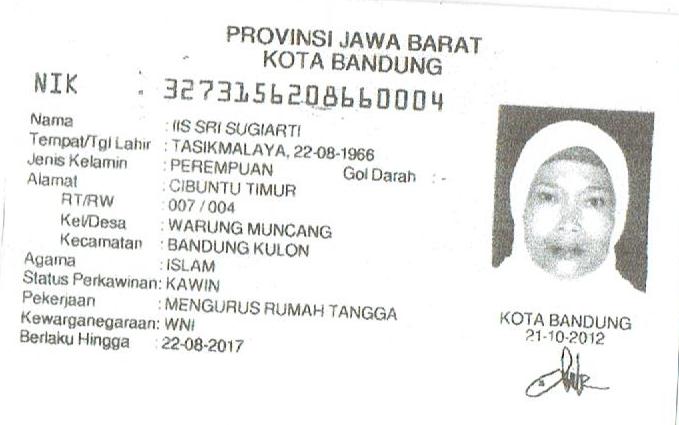 PROVINSI JAWA BARAT
KOTA BANDUNG
NIK : 3273156208660004
Nama : IIS SRI SUGIARTI
Tempat/Tgl Lahir : TASIKMALAYA, 22-08-1966
Jenis Kelamin : PEREMPUAN Gol Darah : -
Alamat : CIBUNTU TIMUR
RT/RW : 007 / 004
Kel/Desa : WARUNG MUNCANG
Kecamatan : BANDUNG KULON
Agama : ISLAM
Status Perkawinan: KAWIN
Pekerjaan : MENGURUS RUMAH TANGGA
Kewarganegaraan: WNI
Berlaku Hingga : 22-08-2017
KOTA BANDUNG
21-10-2012